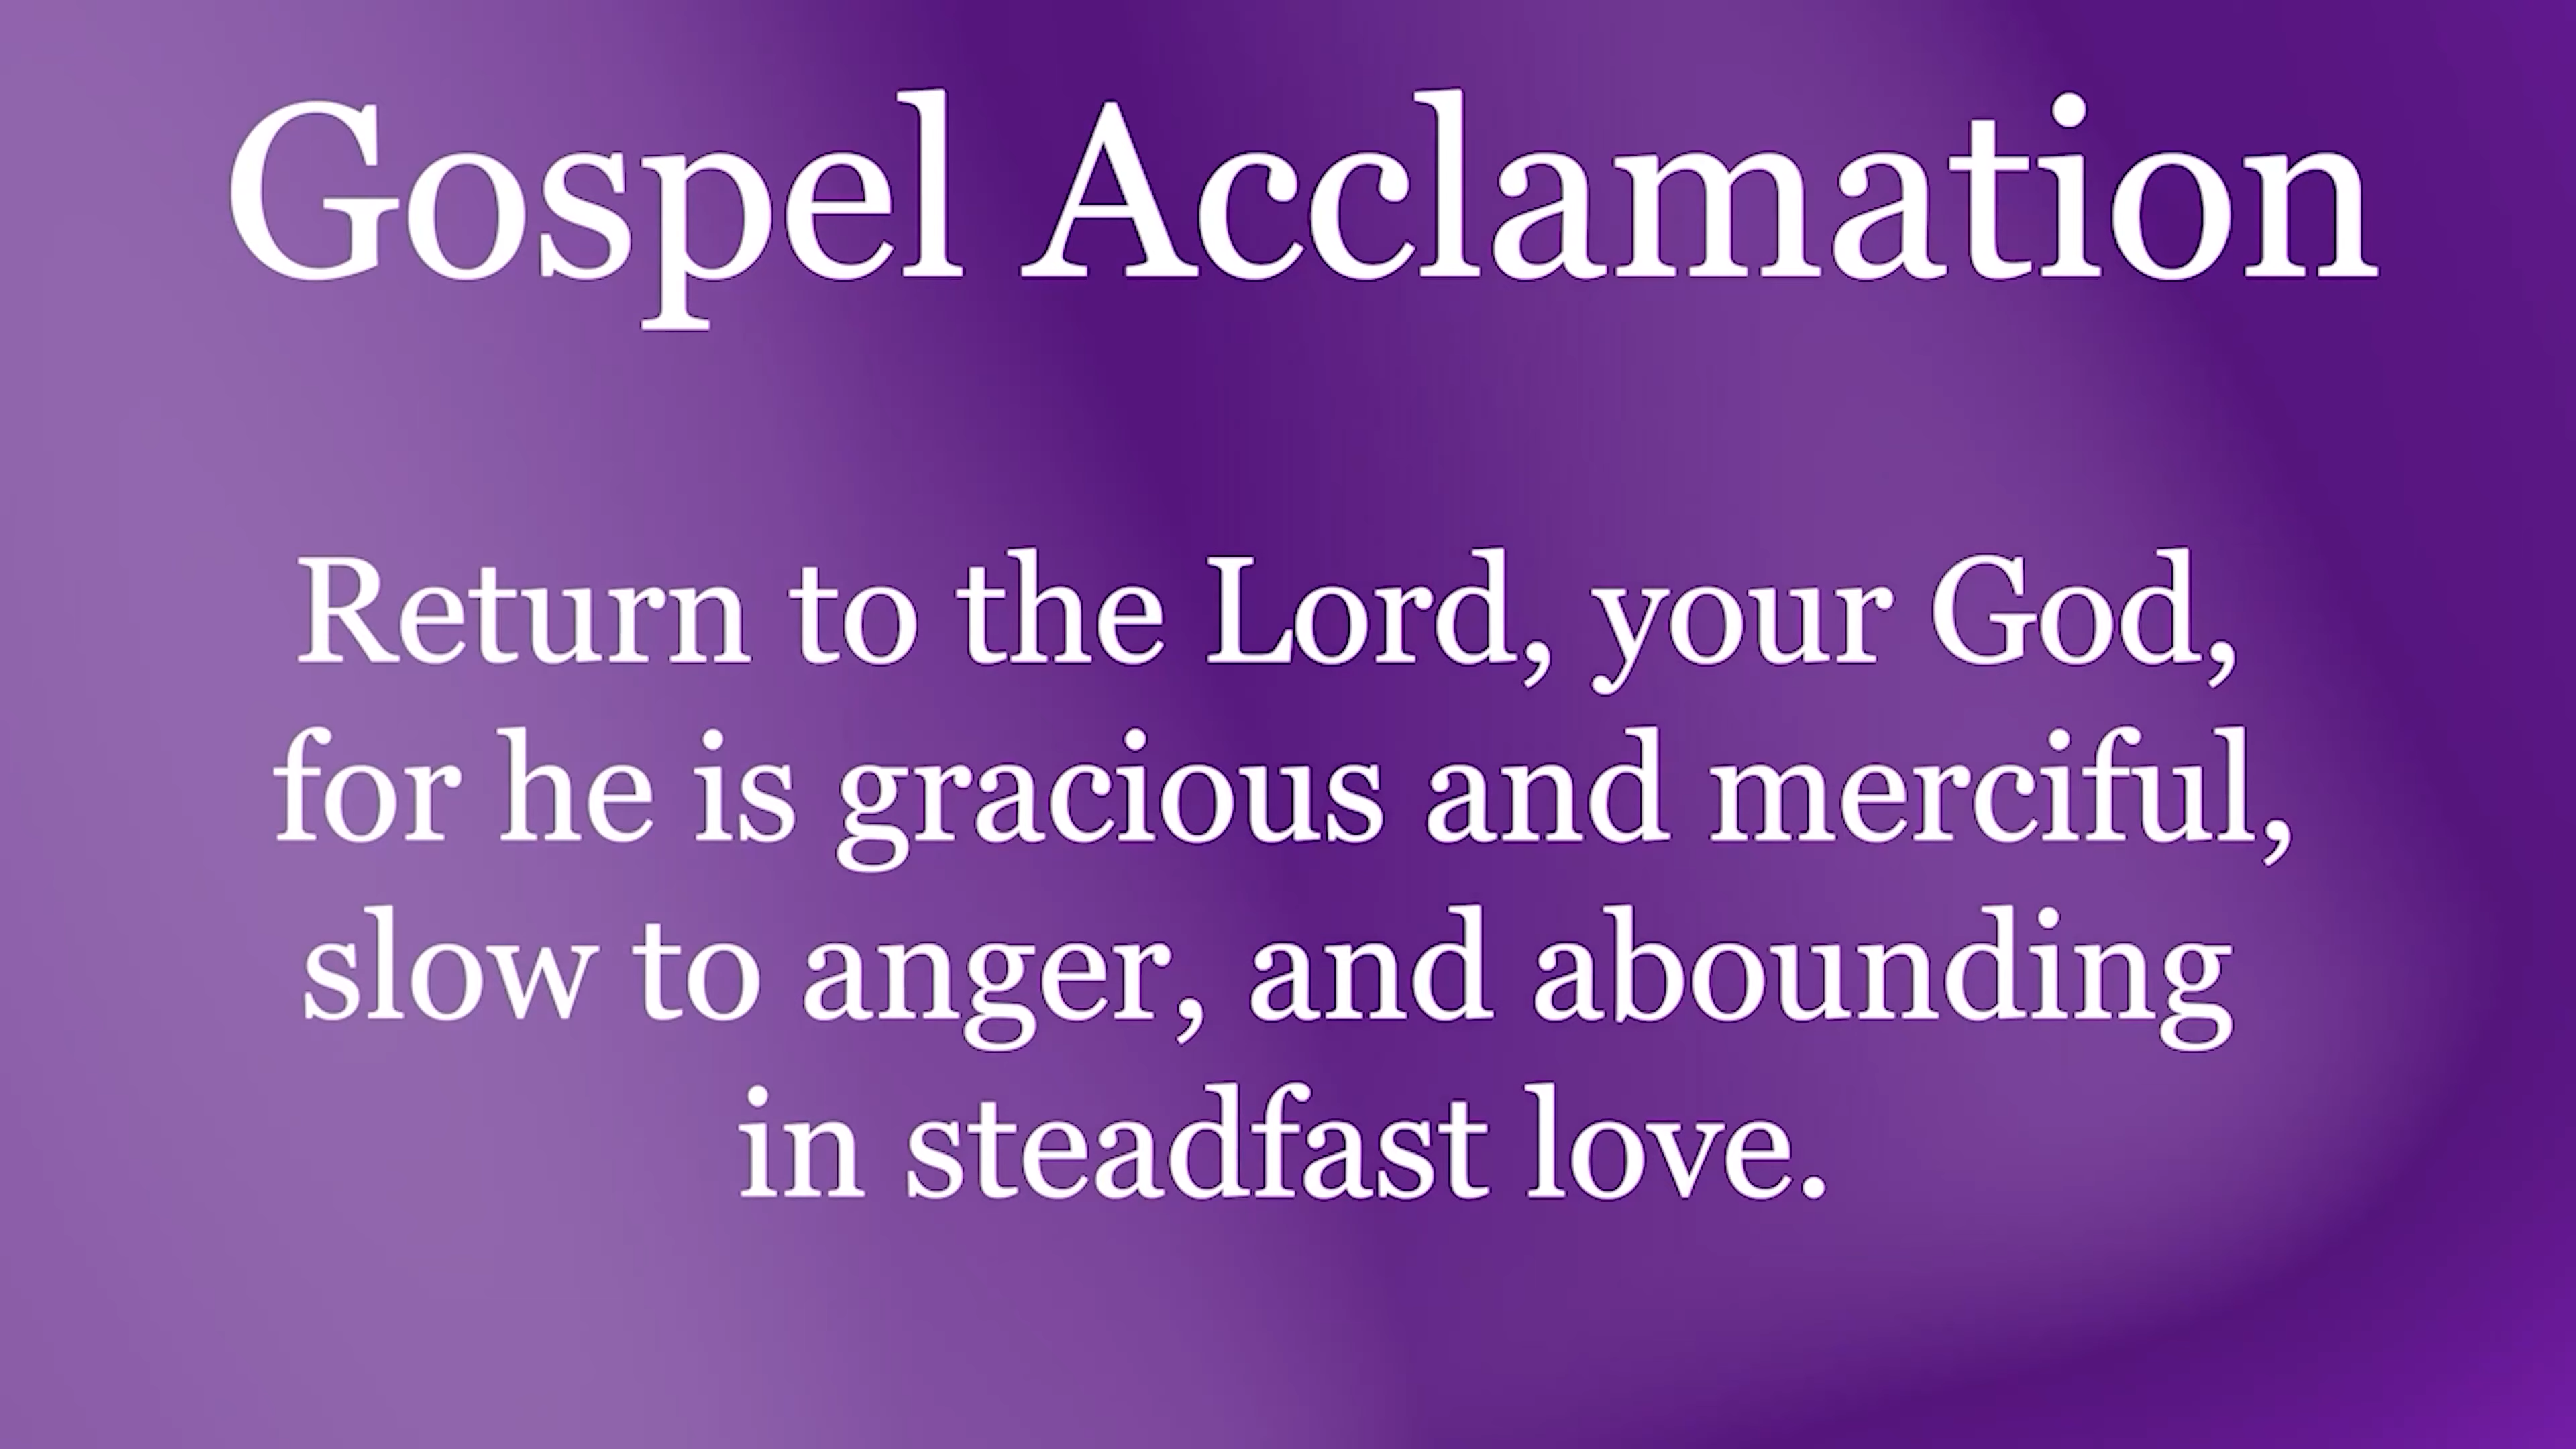 Gospel Acclamation
Return to the Lord, your God,
for he is gracious and merciful,
slow to anger, and abounding
in steadfast love.